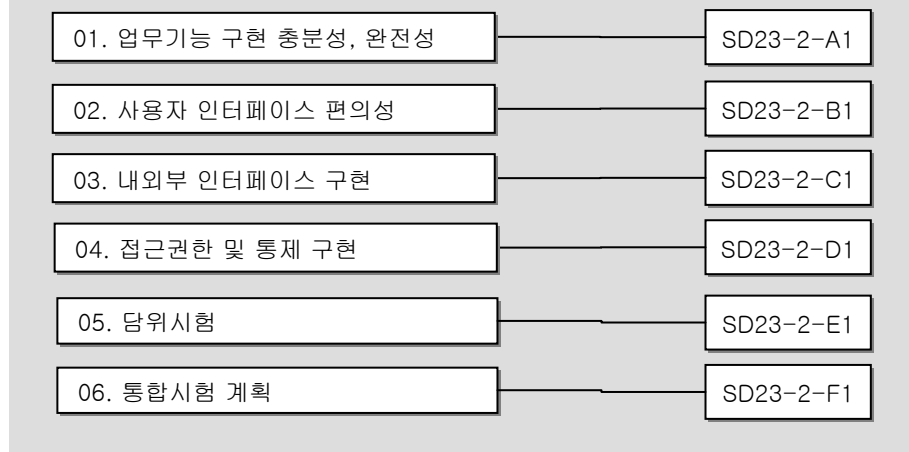 01. 업무기능 구현 충분성, 완전성
SD23-2-A1
02. 사용자 인터페이스 편의성
SD23-2-B1
03. 내외부 인터페이스 구현
SD23-2-C1
04. 접근권한 및 통제 구현
SD23-2-D1
05. 담위시험
SD23-2-E1
06. 통합시험 계획
SD23-2-F1